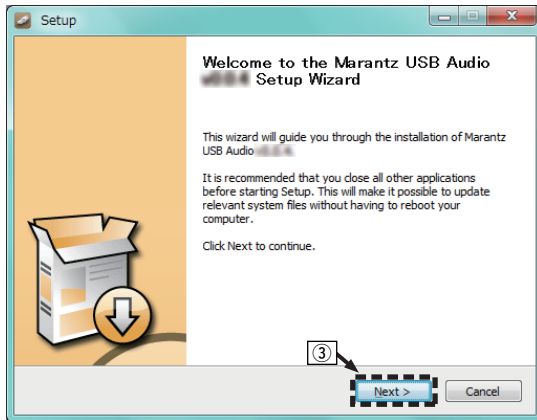 Setup
Welcome to the Marantz USB Audio
Setup Wizard
This wizard will guide you through the installation of Marantz
USB Audio
It is recommended that you close all other applications
before starting Setup. This will make it possible to update
relevant system files without having to reboot your
computer.
Click Next to continue.
③
Next >
Cancel